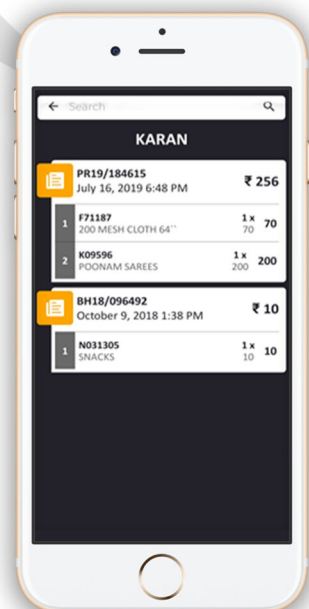 Search
KARAN
PR19/184615
July 16, 2019 6:48 PM
₹ 256
1 F71187 1 x 70
200 MESH CLOTH 64`` 70
2 K09596 1 x 200
POONAM SAREES 200
BH18/096492
October 9, 2018 1:38 PM
₹ 10
1 N031305 1 x 10
SNACKS 10